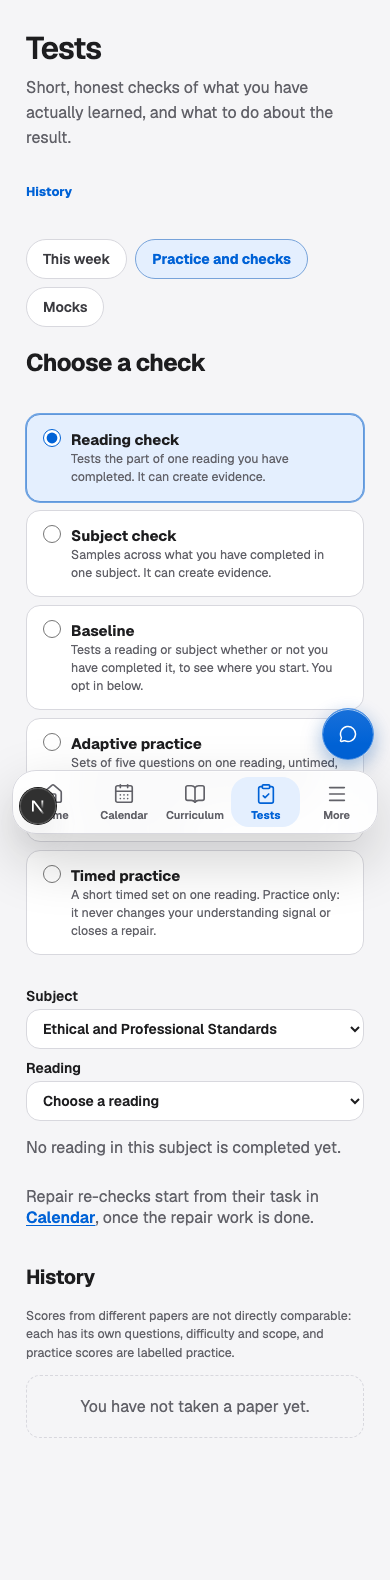 Tests
Short, honest checks of what you have
actually learned, and what to do about the
result.
History
This week
Practice and checks
Mocks
Choose a check
Reading check
Tests the part of one reading you have
completed. It can create evidence.
Subject check
Samples across what you have completed in
one subject. It can create evidence.
Baseline
Tests a reading or subject whether or not you
have completed it, to see where you start. You
opt in below.
Adaptive practice
Sets of five questions on one reading, untimed,
N
Calendar
Curriculum
Tests
More
Timed practice
A short timed set on one reading. Practice only:
it never changes your understanding signal or
closes a repair.
Subject
Ethical and Professional Standards
Reading
Choose a reading
No reading in this subject is completed yet.
Repair re-checks start from their task in
Calendar, once the repair work is done.
History
Scores from different papers are not directly comparable:
each has its own questions, difficulty and scope, and
practice scores are labelled practice.
You have not taken a paper yet.